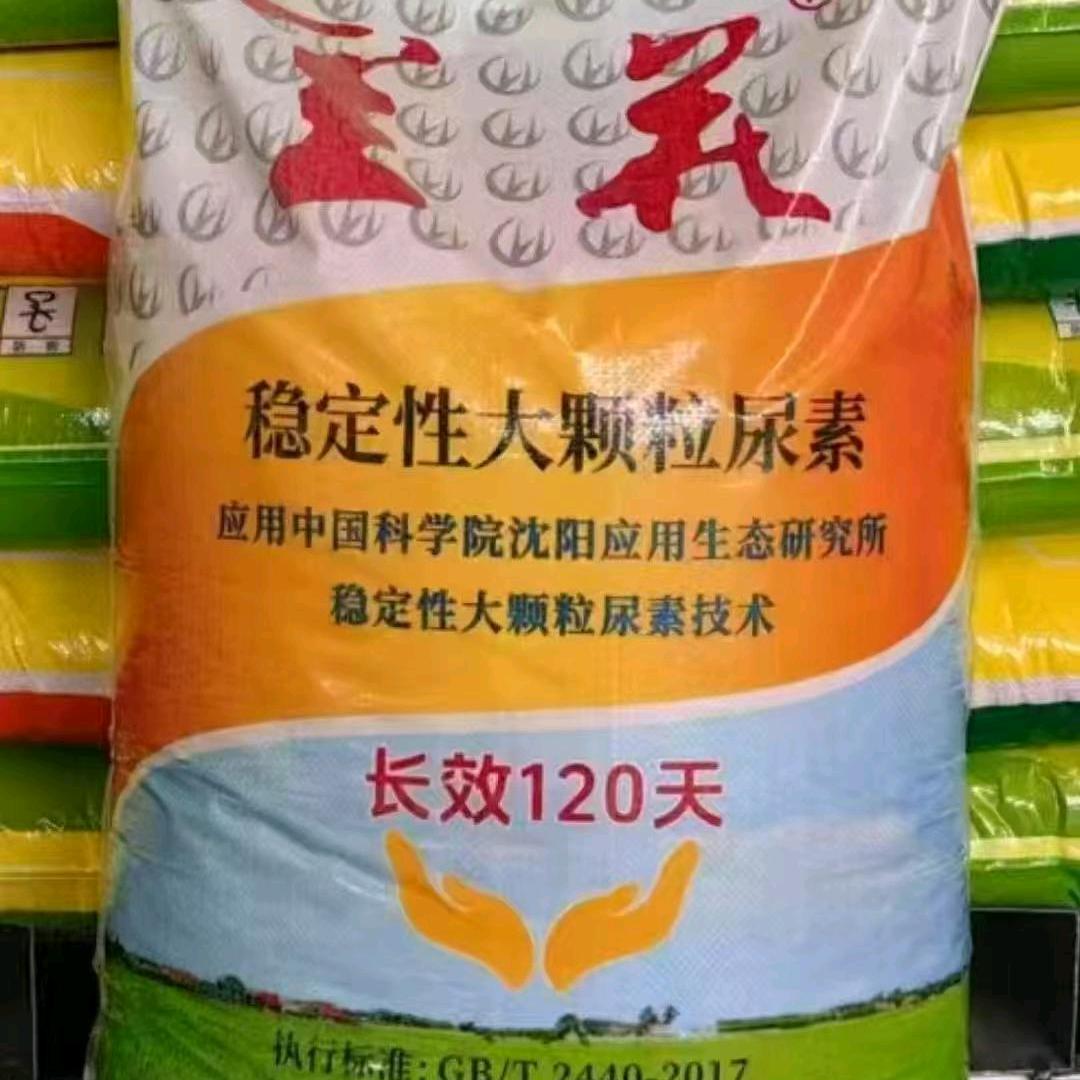 稳定性大颗粒尿素
应用中国科学院沈阳应用生态研究所
稳定性大颗粒尿素技术
长效120天
执行标准:GB/T 2440-2017